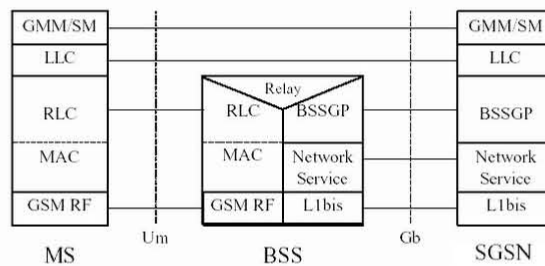 GMM/SM
LLC
RLC
MAC
GSM RF
MS
Um
Relay
RLC
BSSGP
MAC
Network
Service
GSM RF
L1bis
BSS
Gb
GMM/SM
LLC
BSSGP
Network
Service
L1bis
SGSN